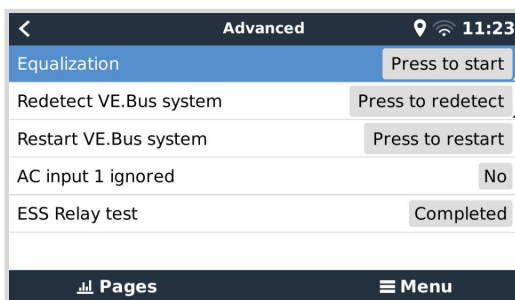 Advanced 11:23
Equalization Press to start
Redetect VE.Bus system Press to redetect
Restart VE.Bus system Press to restart
AC input 1 ignored No
ESS Relay test Completed
Pages Menu